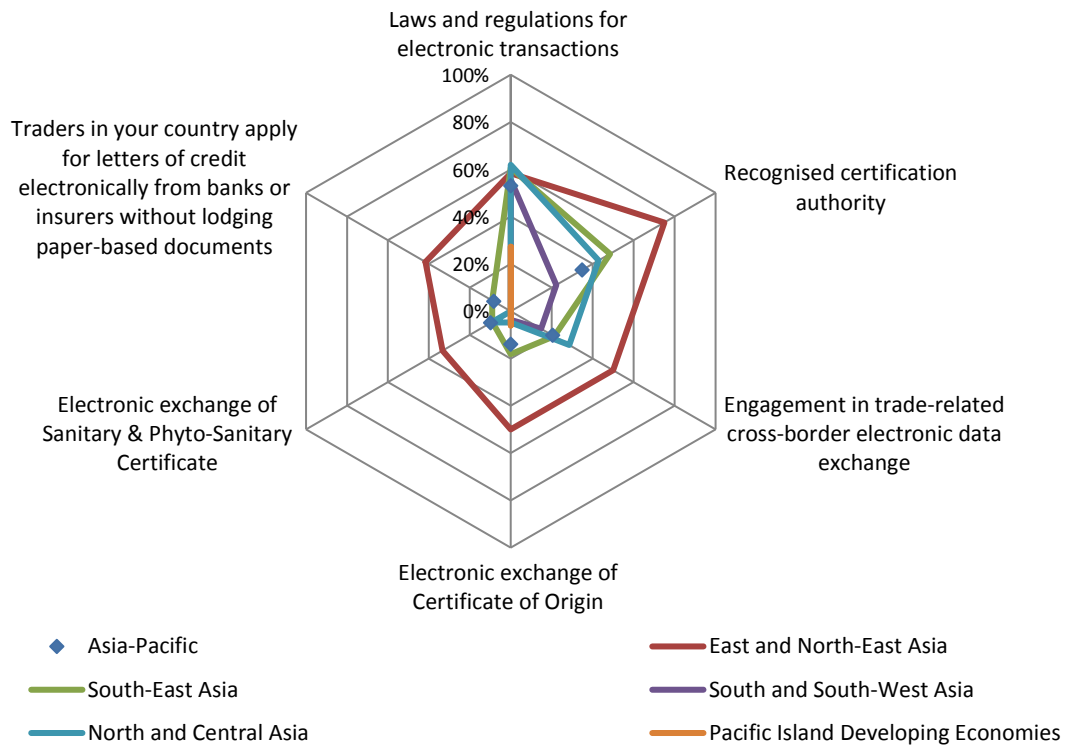 Laws and regulations for
electronic transactions
100%
80%
60%
40%
20%
0%
Recognised certification
authority
Engagement in trade-related
cross-border electronic data
exchange
Electronic exchange of
Certificate of Origin
Electronic exchange of
Sanitary & Phyto-Sanitary
Certificate
Traders in your country apply
for letters of credit
electronically from banks or
insurers without lodging
paper-based documents
Asia-Pacific
East and North-East Asia
South-East Asia
South and South-West Asia
North and Central Asia
Pacific Island Developing Economies